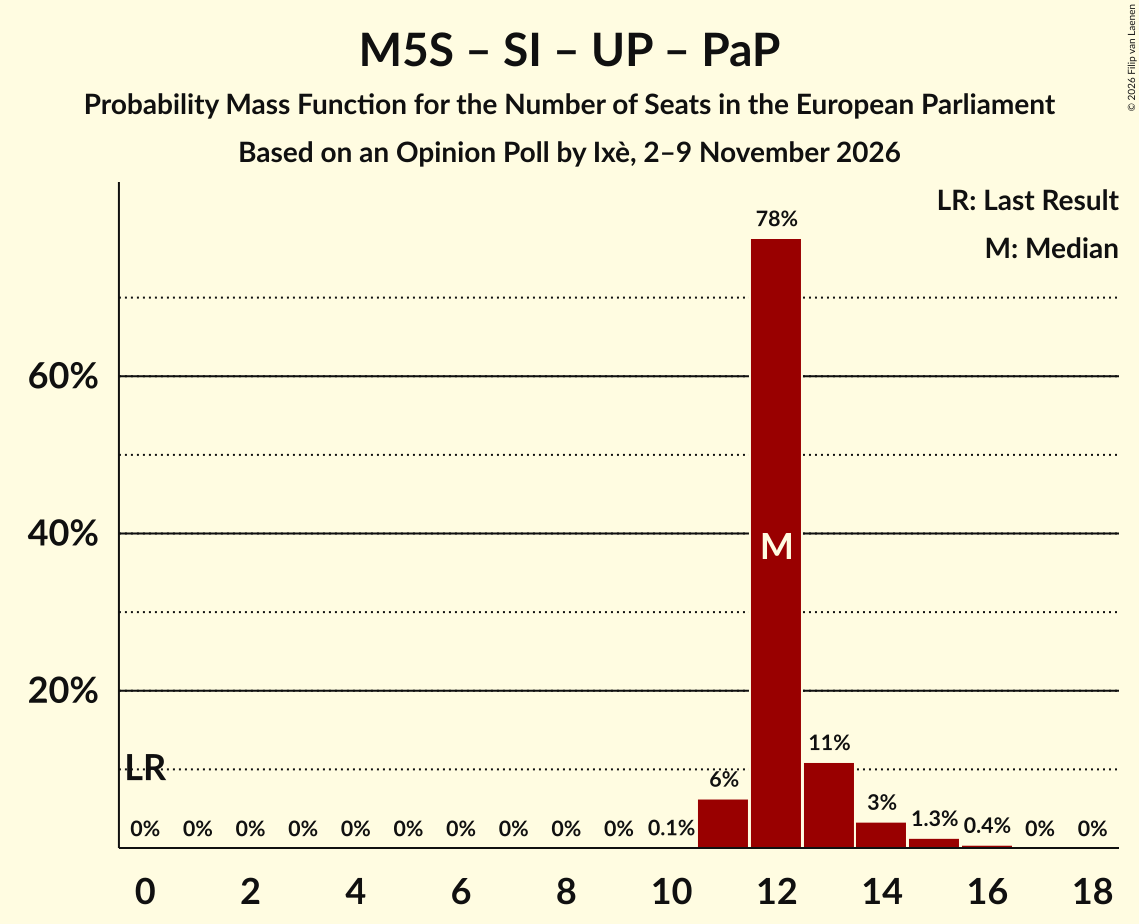 M5S – SI – UP – PaP
Probability Mass Function for the Number of Seats in the European Parliament
Based on an Opinion Poll by Ixè, 2–9 November 2026
© 2026 Filip van Laenen
LR: Last Result
M: Median
78%
60%
40%
M
20%
11%
LR
6%
3%
0% 0% 0% 0% 0% 0% 0% 0% 0% 0% 0.1% 1.3% 0.4% 0% 0%
0 2 4 6 8 10 12 14 16 18